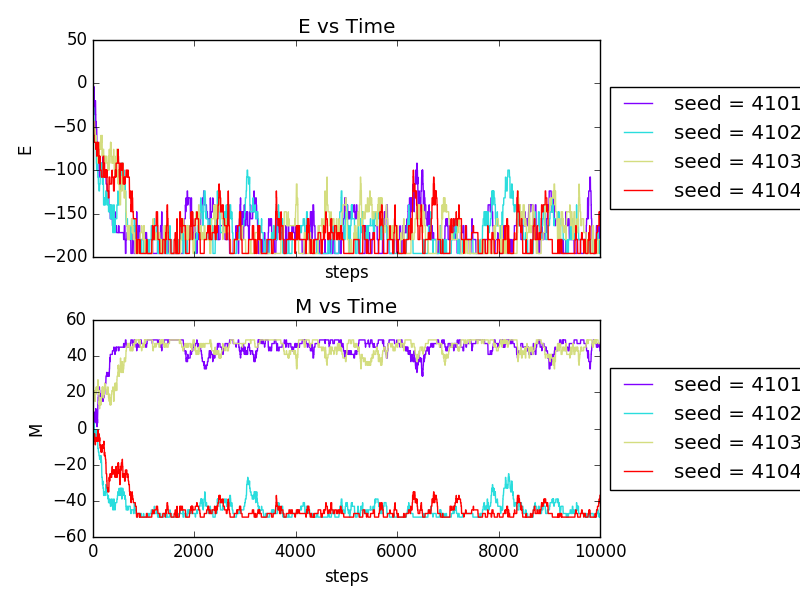 E vs Time
50
0
−50
−100
−150
−200
E
steps
seed = 4101
seed = 4102
seed = 4103
seed = 4104
M vs Time
60
40
20
0
−20
−40
−60
M
0 2000 4000 6000 8000 10000
steps
seed = 4101
seed = 4102
seed = 4103
seed = 4104